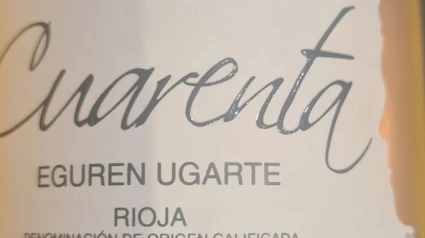 Cuarenta
EGUREN UGARTE
RIOJA
DENOMINACIÓN DE ORIGEN CALIFICADA